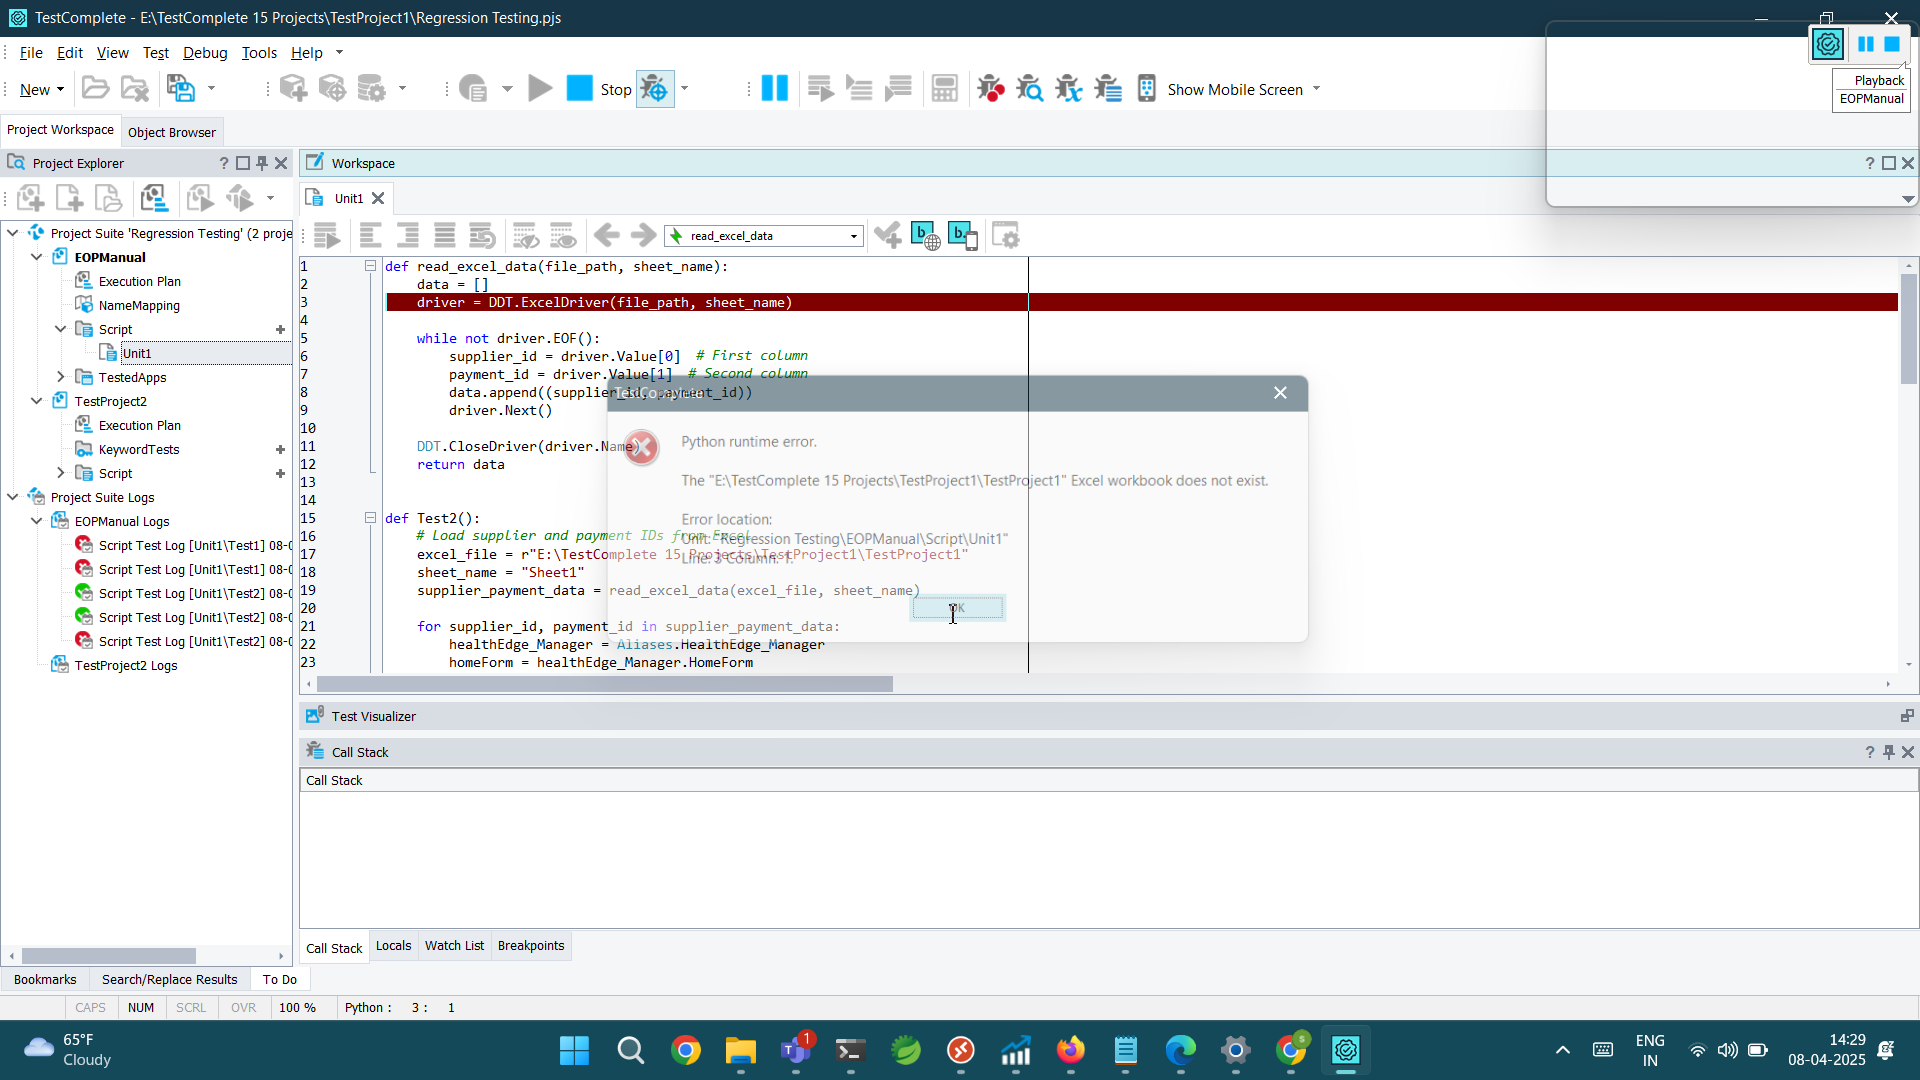 TestComplete - E:\TestComplete 15 Projects\TestProject1\Regression Testing.pjs
File Edit View Test Debug Tools Help
New Stop Show Mobile Screen
Playback
EOPManual
Project Workspace Object Browser
Project Explorer ?
Workspace ?
Unit1
read_excel_data
Project Suite 'Regression Testing' (2 proje
EOPManual
Execution Plan
NameMapping
Script
Unit1
TestedApps
TestProject2
Execution Plan
KeywordTests
Script
Project Suite Logs
EOPManual Logs
Script Test Log [Unit1\Test1] 08-0
Script Test Log [Unit1\Test1] 08-0
Script Test Log [Unit1\Test2] 08-0
Script Test Log [Unit1\Test2] 08-0
Script Test Log [Unit1\Test2] 08-0
TestProject2 Logs
1 def read_excel_data(file_path, sheet_name):
2 data = []
3 driver = DDT.ExcelDriver(file_path, sheet_name)
4
5 while not driver.EOF():
6 supplier_id = driver.Value[0] # First column
7 payment_id = driver.Value[1] # Second column
8 data.append((supplier_id, payment_id))
9 driver.Next()
10
11 DDT.CloseDriver(driver.Name)
12 return data
13
14
15 def Test2():
16 # Load supplier and payment IDs from Excel
17 excel_file = r"E:\TestComplete 15 Projects\TestProject1\TestProject1"
18 sheet_name = "Sheet1"
19 supplier_payment_data = read_excel_data(excel_file, sheet_name)
20
21 for supplier_id, payment_id in supplier_payment_data:
22 healthEdge_Manager = Aliases.HealthEdge_Manager
23 homeForm = healthEdge_Manager.HomeForm
TestComplete
Python runtime error.
The "E:\TestComplete 15 Projects\TestProject1\TestProject1" Excel workbook does not exist.
Error location:
Unit: "Regression Testing\EOPManual\Script\Unit1"
Line: 3 Column: 1.
OK
Test Visualizer
Call Stack ?
Call Stack
Call Stack Locals Watch List Breakpoints
Bookmarks Search/Replace Results To Do
CAPS NUM SCRL OVR 100 % Python : 3 : 1
65°F
Cloudy
1
S
ENG
IN
14:29
08-04-2025